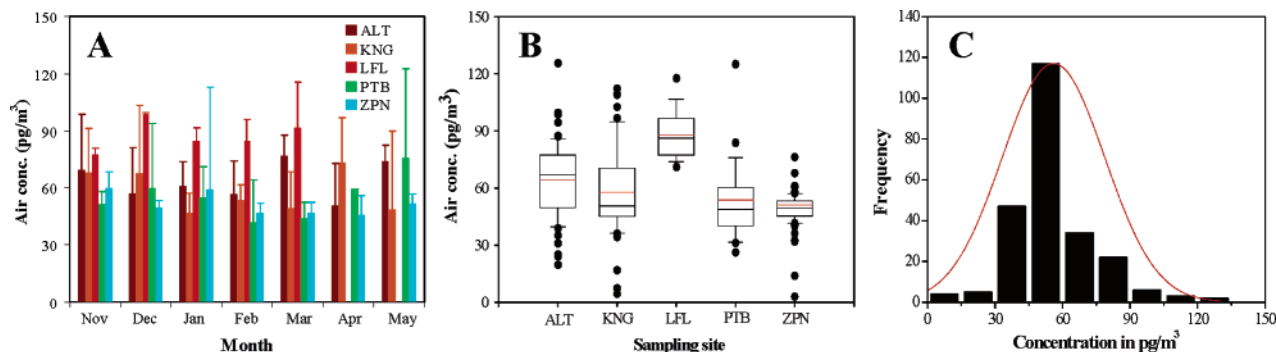 A
ALT
KNG
LFL
PTB
ZPN
150
120
90
60
30
0
Air conc. (pg/m³)
Nov Dec Jan Feb Mar Apr May
Month
B
150
120
90
60
30
0
Air conc. (pg/m³)
ALT KNG LFL PTB ZPN
Sampling site
C
140
120
100
80
60
40
20
0
Frequency
0 30 60 90 120 150
Concentration in pg/m³